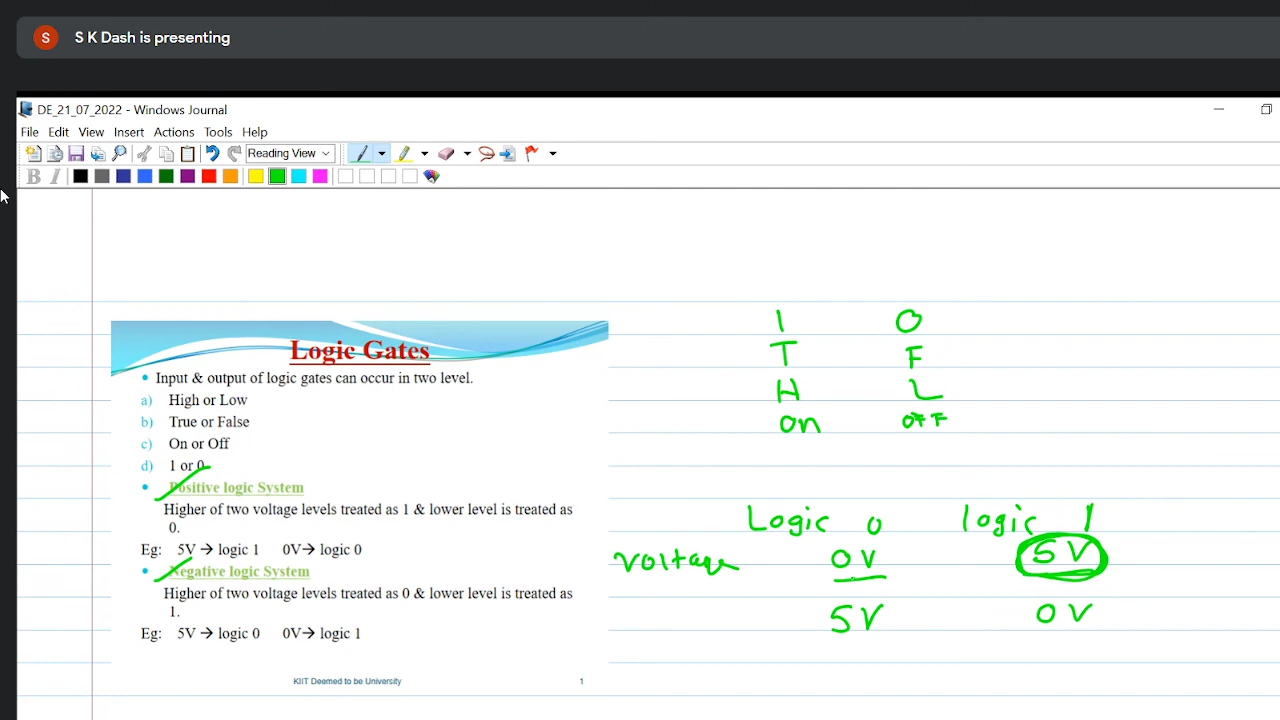 S
S K Dash is presenting
DE_21_07_2022 - Windows Journal
File Edit View Insert Actions Tools Help
Reading View
B I
Logic Gates
• Input & output of logic gates can occur in two level.
a) High or Low
b) True or False
c) On or Off
d) 1 or 0
• Positive logic System
Higher of two voltage levels treated as 1 & lower level is treated as
0.
Eg: 5V → logic 1 0V→ logic 0
• Negative logic System
Higher of two voltage levels treated as 0 & lower level is treated as
1.
Eg: 5V → logic 0 0V→ logic 1
KIIT Deemed to be University 1
1 0
T F
H L
On OFF
Logic 0 logic 1
voltage 0V 5V
5V 0V